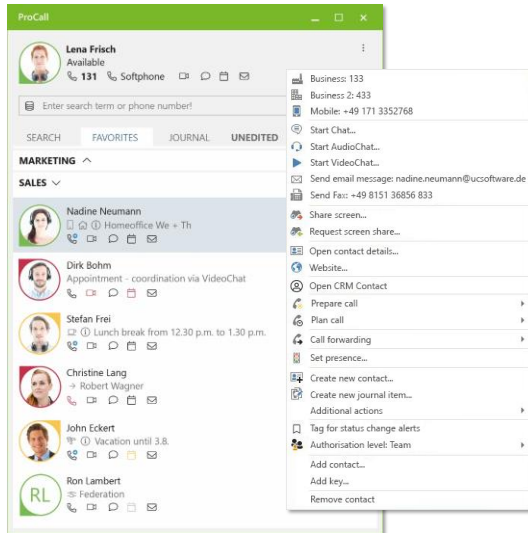 ProCall
Lena Frisch
Available
131 Softphone
Enter search term or phone number!
SEARCH FAVORITES JOURNAL UNEDITED
MARKETING
SALES
Nadine Neumann
Homeoffice We + Th
Dirk Bohm
Appointment - coordination via VideoChat
Stefan Frei
Lunch break from 12.30 p.m. to 1.30 p.m.
Christine Lang
→ Robert Wagner
John Eckert
Vacation until 3.8.
RL
Ron Lambert
Federation
Business: 133
Business 2: 433
Mobile: +49 171 3352768
Start Chat...
Start AudioChat...
Start VideoChat...
Send email message: nadine.neumann@ucsoftware.de
Send Fax: +49 8151 36856 833
Share screen...
Request screen share...
Open contact details...
Website...
Open CRM Contact
Prepare call
Plan call
Call forwarding
Set presence...
Create new contact...
Create new journal item...
Additional actions
Tag for status change alerts
Authorisation level: Team
Add contact...
Add key...
Remove contact